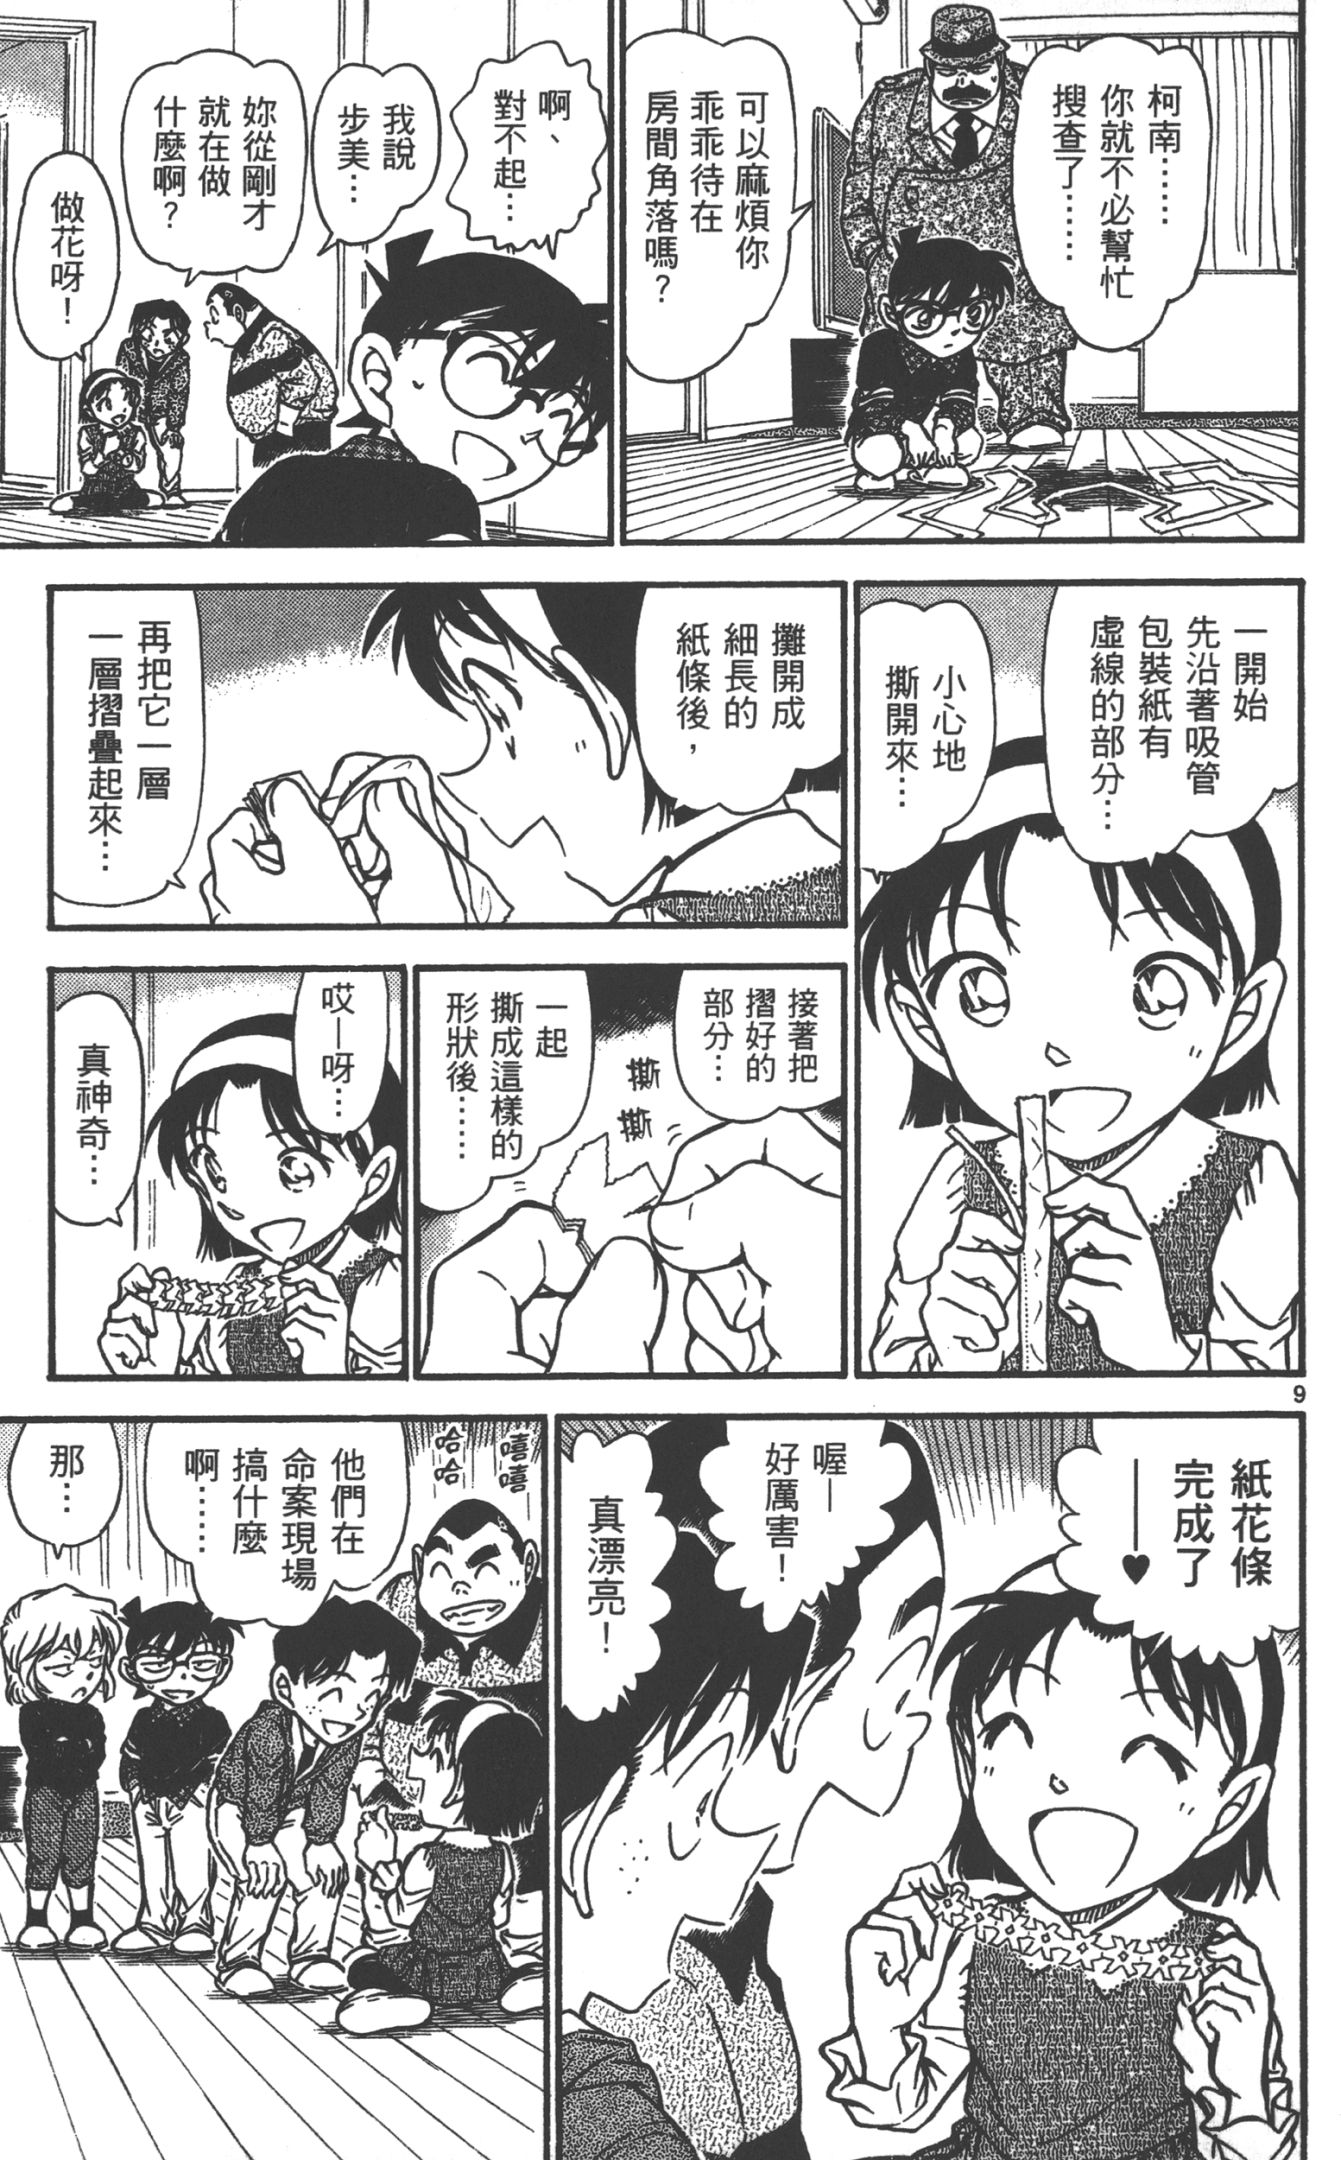 柯南……
你就不必幫忙
搜查了……
可以麻煩你
乖乖待在
房間角落嗎？
啊、
對不起…
我說
步美…
妳從剛才
就在做
什麼啊？
做花呀！
一開始
先沿著吸管
包裝紙有
虛線的部分…
小心地
撕開來…
攤開成
細長的
紙條後，
再把它一層
一層摺疊起來…
接著把
摺好的
部分…
撕
撕
一起
撕成這樣的
形狀後……
哎—呀…
真神奇…
9
紙花條
完成了
——♥
喔—
好厲害！
真漂亮！
嘻嘻
哈哈
他們在
命案現場
搞什麼
啊……
那…